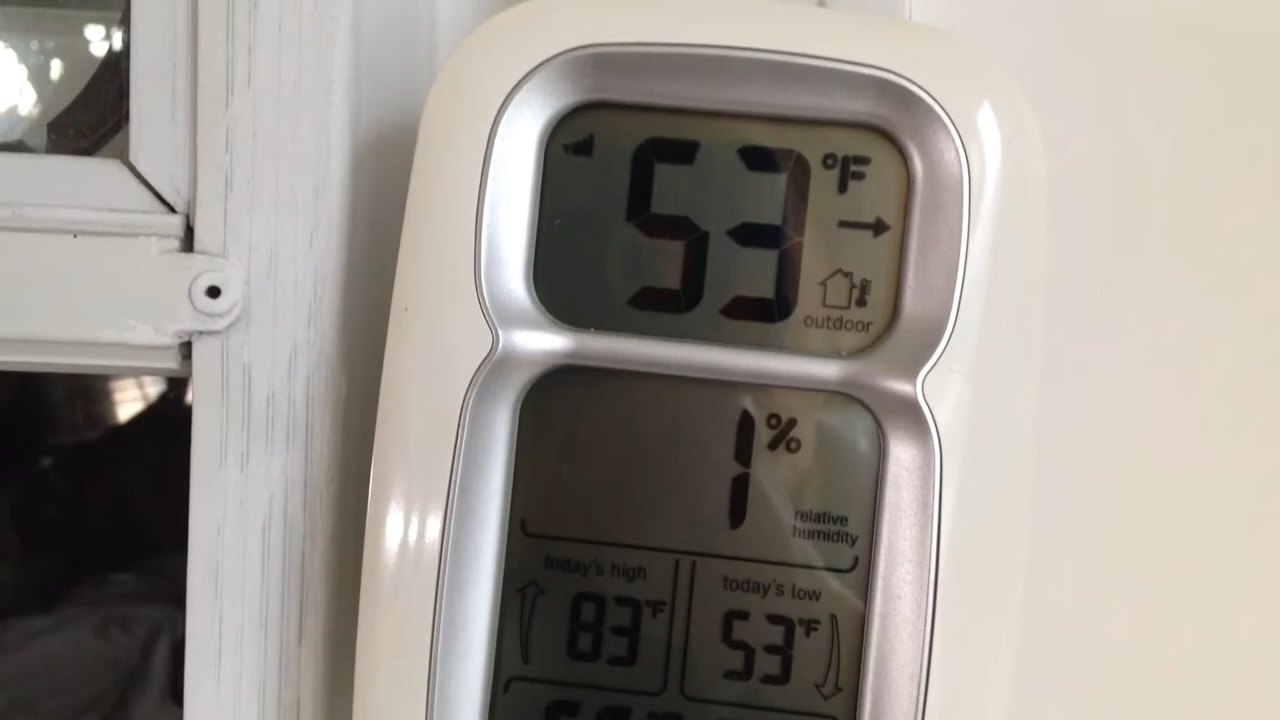 53 °F
outdoor
1 %
relative
humidity
today's high
today's low
83 °F
53 °F